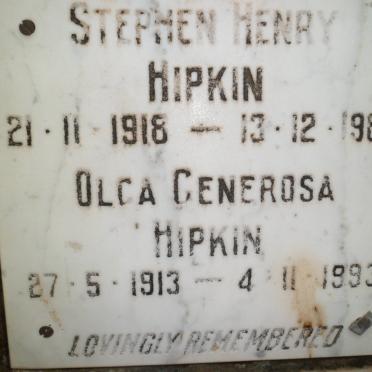 STEPHEN HENRY
HIPKIN
21·11·1918 — 13·12·198
OLGA GENEROSA
HIPKIN
27·5·1913 — 4·11·1993
LOVINGLY REMEMBERED